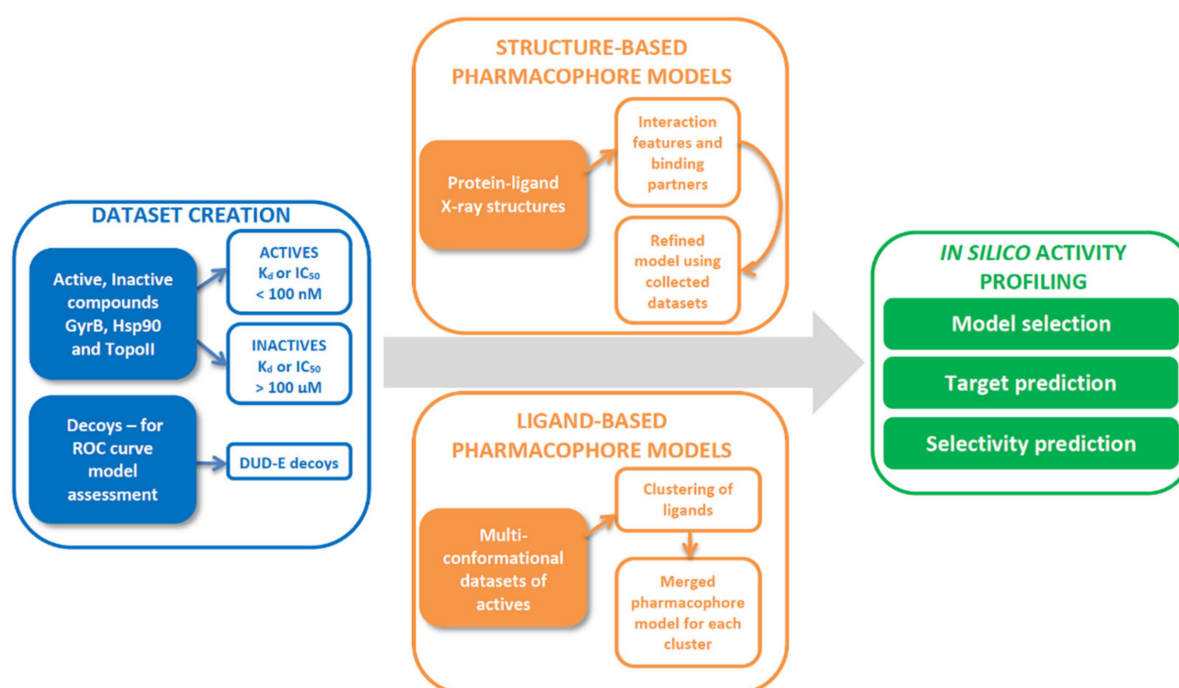 DATASET CREATION
Active, Inactive
compounds
GyrB, Hsp90
and TopoII
ACTIVES
Kd or IC50
< 100 nM
INACTIVES
Kd or IC50
> 100 uM
Decoys – for
ROC curve
model
assessment
DUD-E decoys
STRUCTURE-BASED
PHARMACOPHORE MODELS
Protein-ligand
X-ray structures
Interaction
features and
binding
partners
Refined
model using
collected
datasets
LIGAND-BASED
PHARMACOPHORE MODELS
Multi-
conformational
datasets of
actives
Clustering of
ligands
Merged
pharmacophore
model for each
cluster
IN SILICO ACTIVITY
PROFILING
Model selection
Target prediction
Selectivity prediction